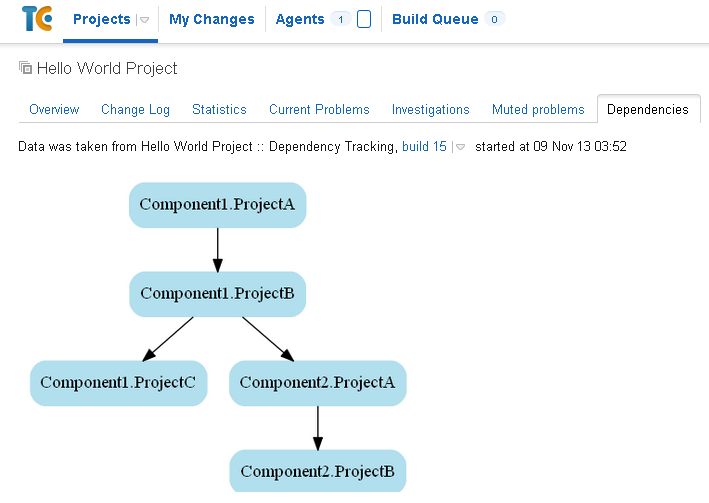 TC Projects My Changes Agents 1 Build Queue 0
Hello World Project
Overview Change Log Statistics Current Problems Investigations Muted problems Dependencies
Data was taken from Hello World Project :: Dependency Tracking, build 15 started at 09 Nov 13 03:52
Component1.ProjectA
Component1.ProjectB
Component1.ProjectC Component2.ProjectA
Component2.ProjectB